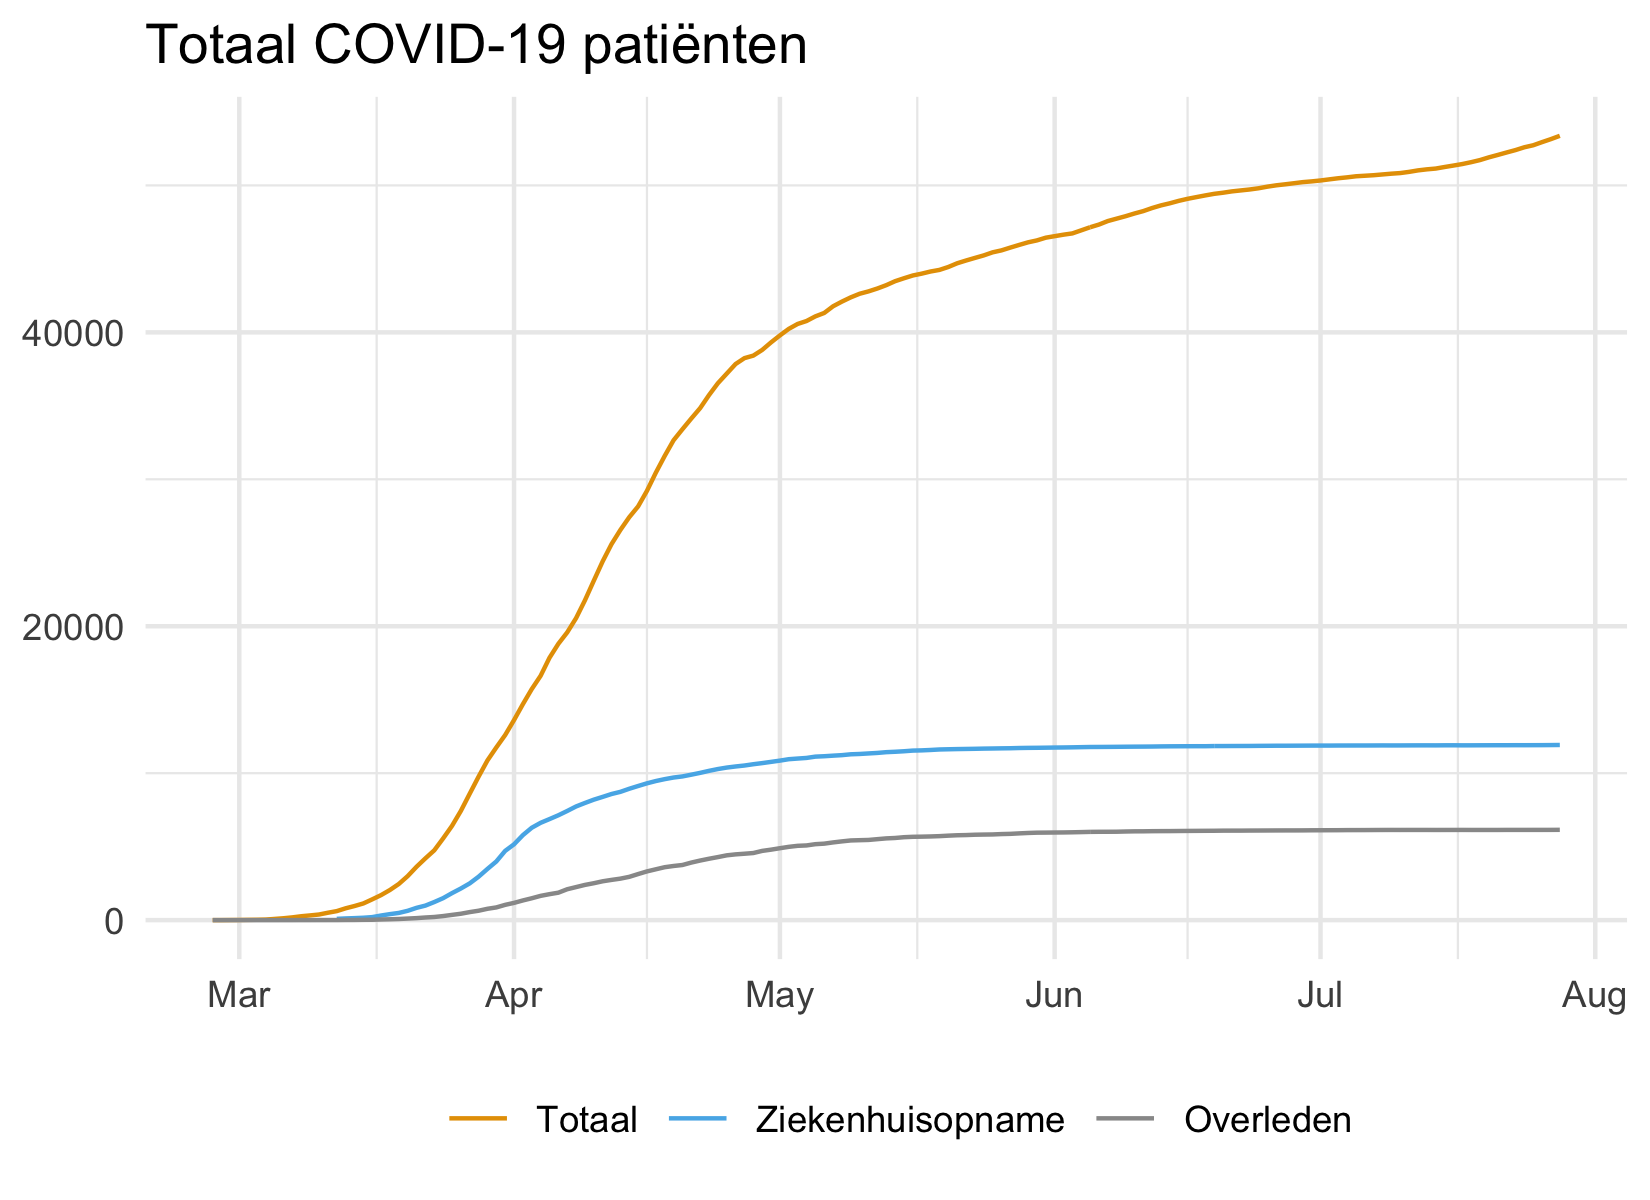 Totaal COVID-19 patiënten
40000
20000
0
Mar Apr May Jun Jul Aug
Totaal Ziekenhuisopname Overleden